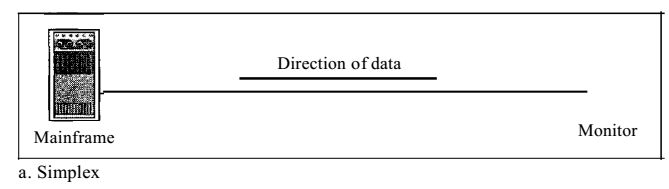 Direction of data
Mainframe
Monitor
a. Simplex